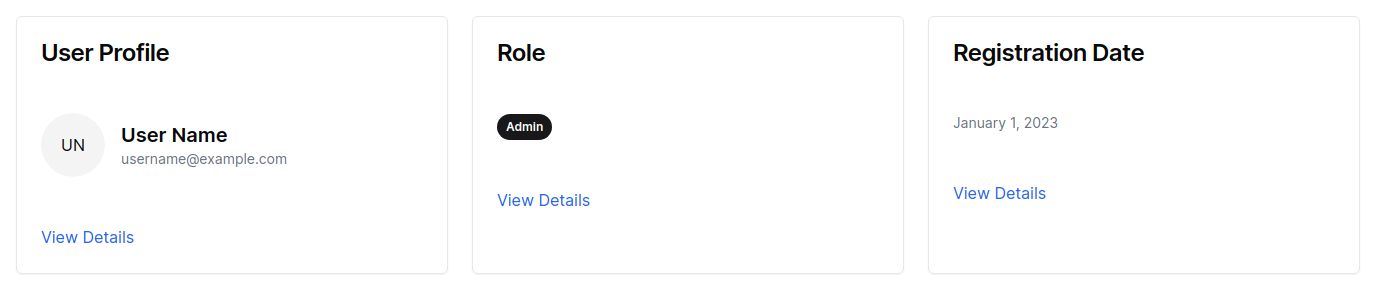 User Profile
UN
User Name
username@example.com
View Details
Role
Admin
View Details
Registration Date
January 1, 2023
View Details